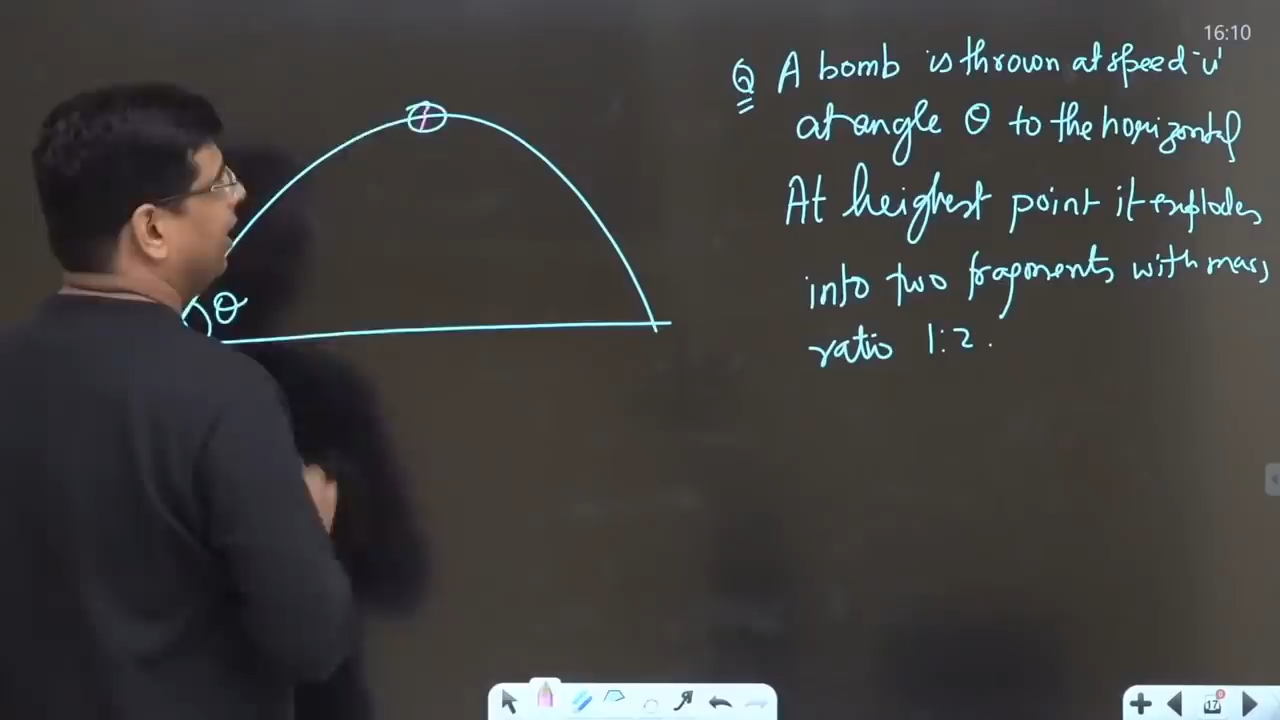 16:10
Q A bomb is thrown at speed 'u'
at angle θ to the horizontal
At heighest point it explodes
into two fragments with mass
ratio 1:2.
θ
17